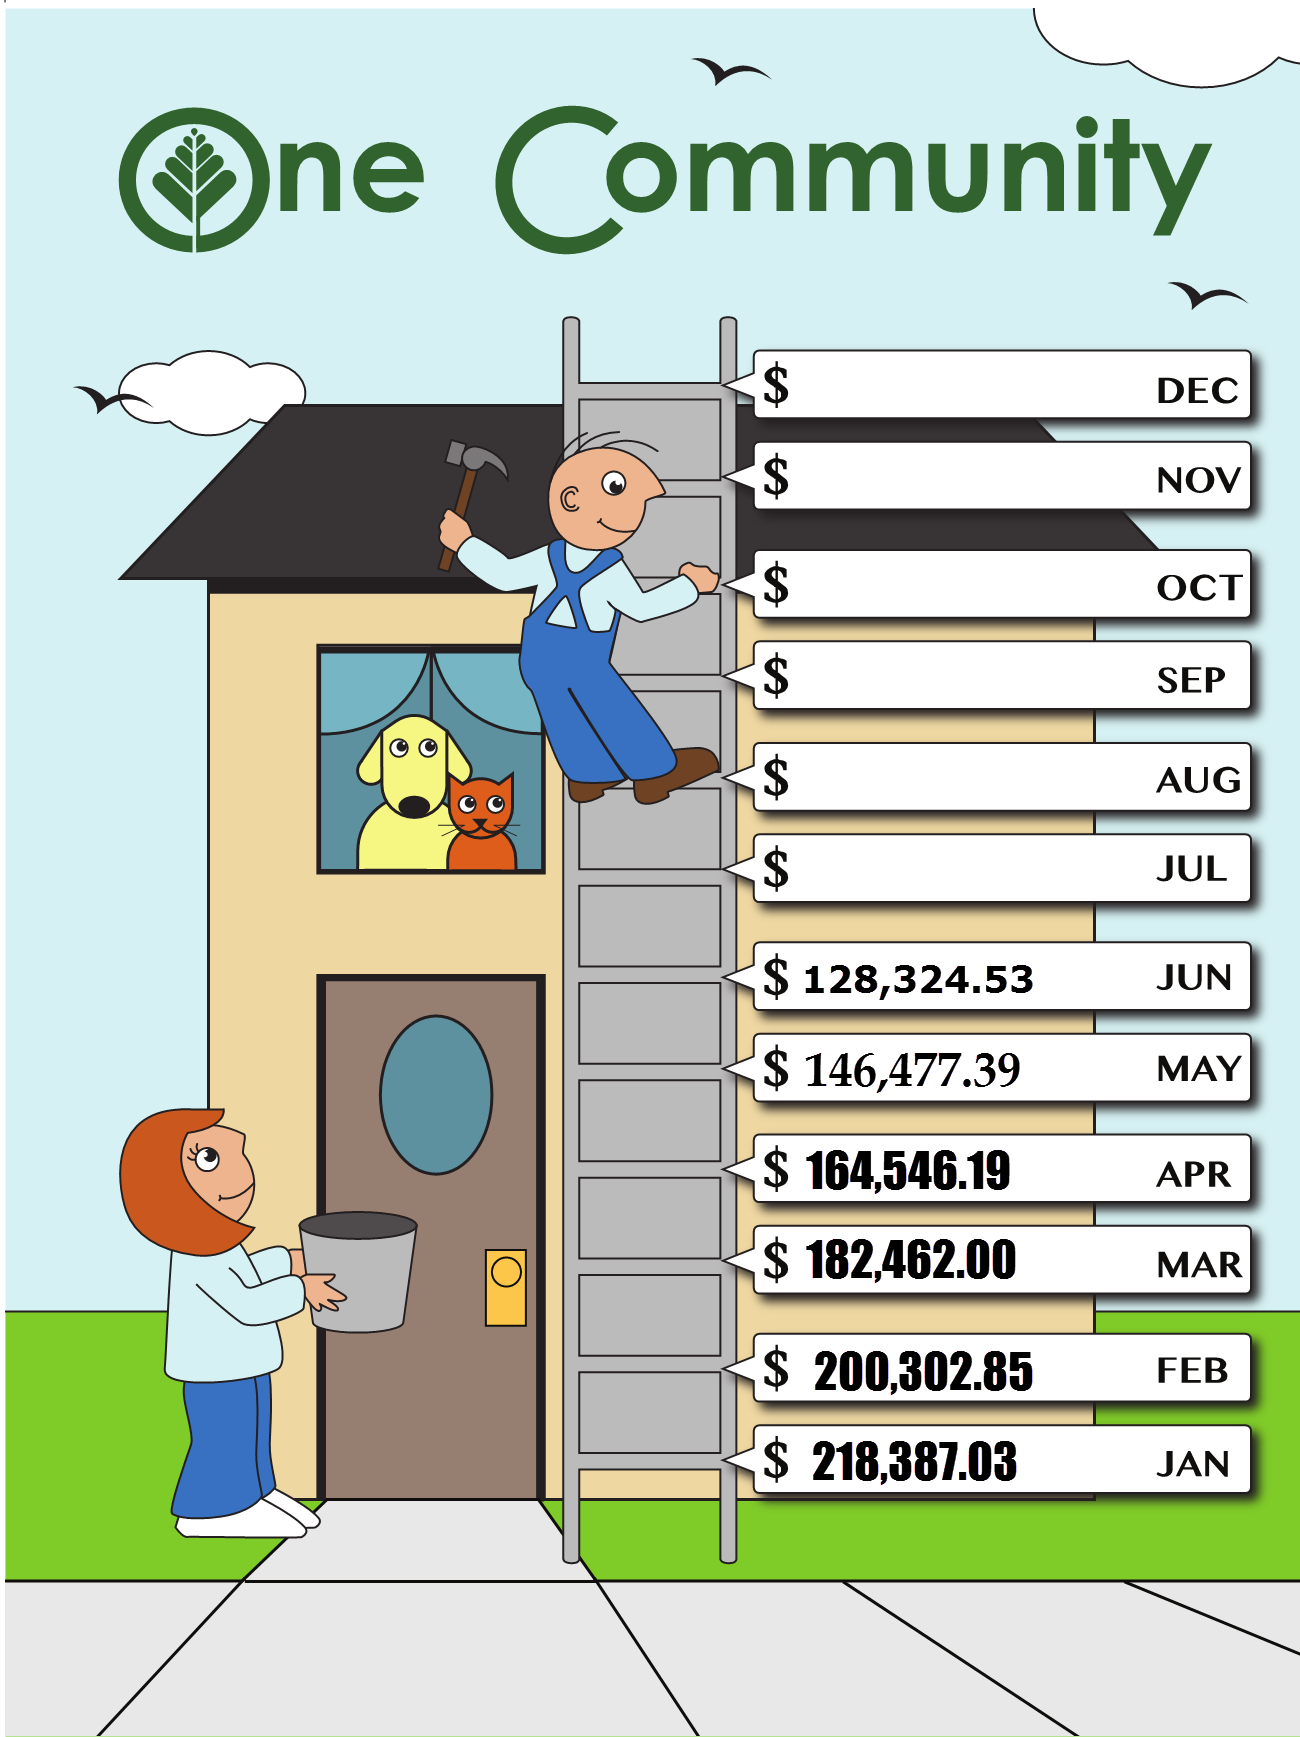 One Community
$ DEC
$ NOV
$ OCT
$ SEP
$ AUG
$ JUL
$ 128,324.53 JUN
$ 146,477.39 MAY
$ 164,546.19 APR
$ 182,462.00 MAR
$ 200,302.85 FEB
$ 218,387.03 JAN